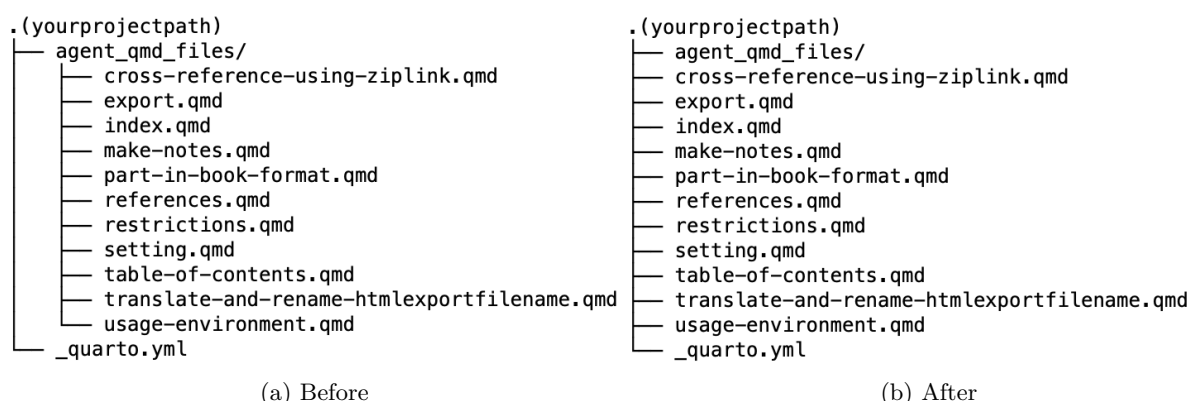 .(yourprojectpath)
├── agent_qmd_files/
│   ├── cross-reference-using-ziplink.qmd
│   ├── export.qmd
│   ├── index.qmd
│   ├── make-notes.qmd
│   ├── part-in-book-format.qmd
│   ├── references.qmd
│   ├── restrictions.qmd
│   ├── setting.qmd
│   ├── table-of-contents.qmd
│   ├── translate-and-rename-htmlexportfilename.qmd
│   └── usage-environment.qmd
└── _quarto.yml
(a) Before
.(yourprojectpath)
├── agent_qmd_files/
├── cross-reference-using-ziplink.qmd
├── export.qmd
├── index.qmd
├── make-notes.qmd
├── part-in-book-format.qmd
├── references.qmd
├── restrictions.qmd
├── setting.qmd
├── table-of-contents.qmd
├── translate-and-rename-htmlexportfilename.qmd
├── usage-environment.qmd
└── _quarto.yml
(b) After